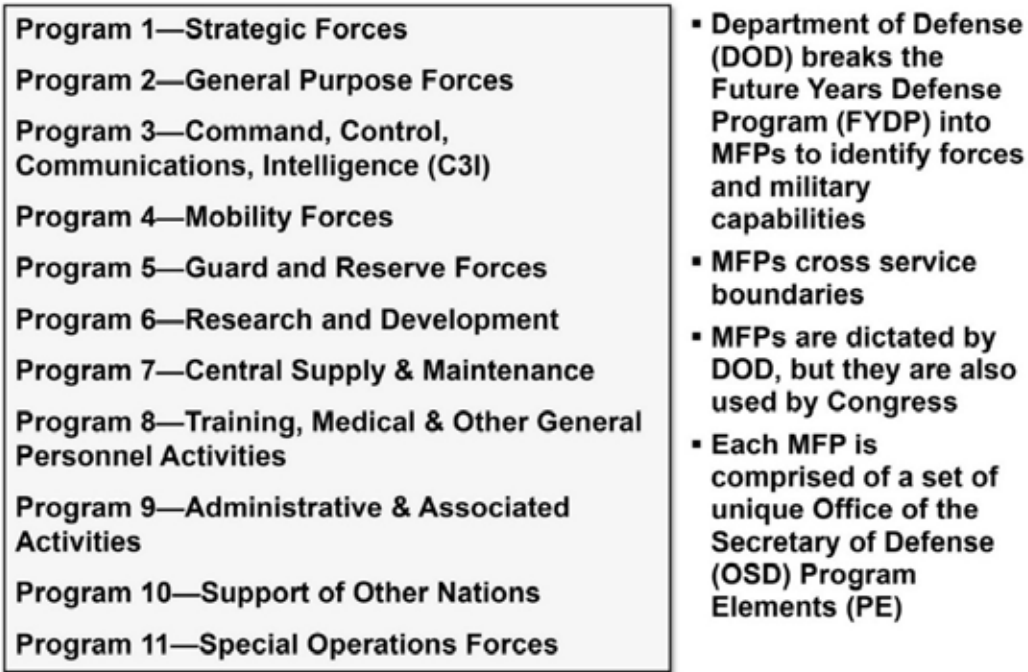 Program 1—Strategic Forces
Program 2—General Purpose Forces
Program 3—Command, Control,
Communications, Intelligence (C3I)
Program 4—Mobility Forces
Program 5—Guard and Reserve Forces
Program 6—Research and Development
Program 7—Central Supply & Maintenance
Program 8—Training, Medical & Other General
Personnel Activities
Program 9—Administrative & Associated
Activities
Program 10—Support of Other Nations
Program 11—Special Operations Forces
▪ Department of Defense
(DOD) breaks the
Future Years Defense
Program (FYDP) into
MFPs to identify forces
and military
capabilities
▪ MFPs cross service
boundaries
▪ MFPs are dictated by
DOD, but they are also
used by Congress
▪ Each MFP is
comprised of a set of
unique Office of the
Secretary of Defense
(OSD) Program
Elements (PE)